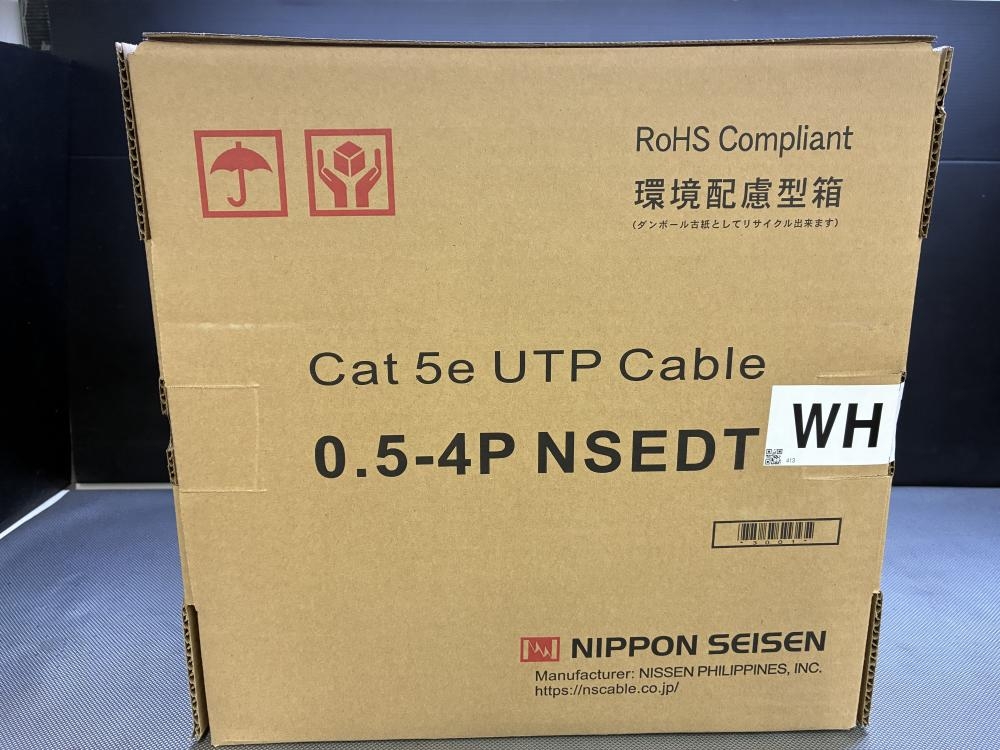 RoHS Compliant
環境配慮型箱
(ダンボール古紙としてリサイクル出来ます)
Cat 5e UTP Cable
0.5-4P NSEDT
WH
413
*3001*
NIPPON SEISEN
Manufacturer: NISSEN PHILIPPINES, INC.
https://nscable.co.jp/